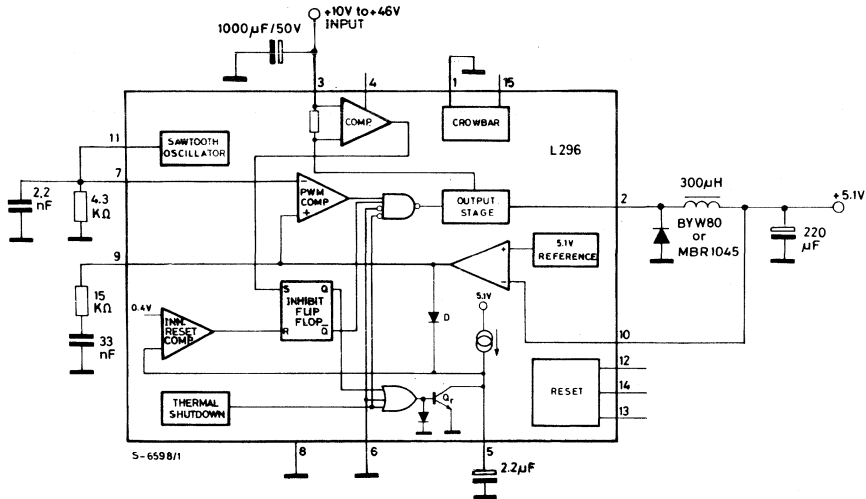 +10V to+46V
INPUT
1000µF/50V
3
4
1
15
COMP.
CROWBAR
L296
11
SAWTOOTH
OSCILLATOR
7
2,2
nF
4.3
KΩ
PWM
COMP
OUTPUT
STAGE
2
300µH
+5.1V
BYW80
or
MBR1045
220
µF
9
5.1V
REFERENCE
15
KΩ
33
nF
0.4V
INH.
RESET
COMP.
S
Q
INHIBIT
FLIP
FLOP
R
Q̅
D
5.1V
10
12
14
13
RESET
THERMAL
SHUTDOWN
Qr
8
6
5
S-6598/1
2.2µF